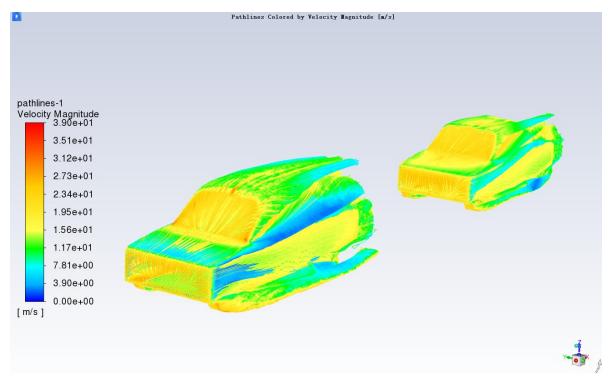 Pathlines Colored by Velocity Magnitude [m/s]
pathlines-1
Velocity Magnitude
3.90e+01
3.51e+01
3.12e+01
2.73e+01
2.34e+01
1.95e+01
1.56e+01
1.17e+01
7.81e+00
3.90e+00
0.00e+00
[ m/s ]